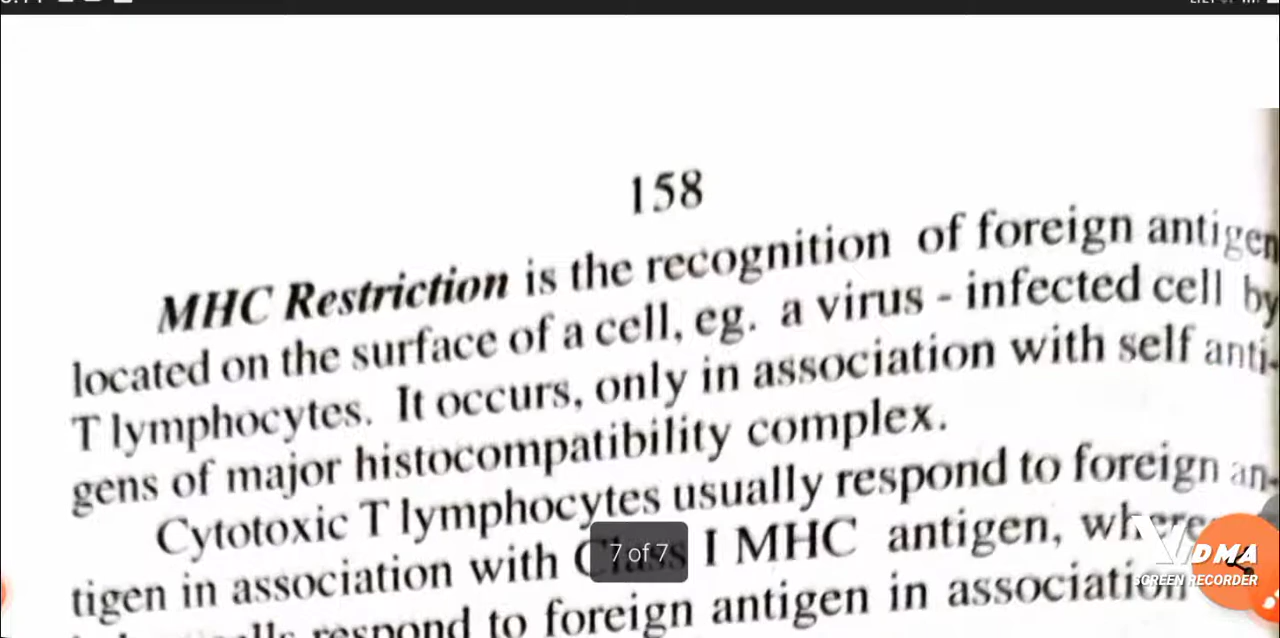 158
MHC Restriction is the recognition of foreign antigen
located on the surface of a cell, eg. a virus - infected cell by
T lymphocytes. It occurs, only in association with self anti-
gens of major histocompatibility complex.
Cytotoxic T lymphocytes usually respond to foreign an-
tigen in association with Class I MHC antigen, where
respond to foreign antigen in association
7 of 7
VDMA
SCREEN RECORDER